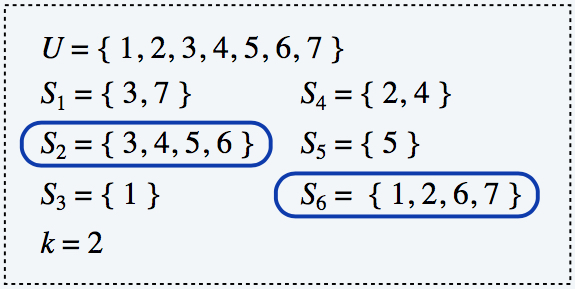 U = { 1, 2, 3, 4, 5, 6, 7 }
S₁ = { 3, 7 } S₄ = { 2, 4 }
S₂ = { 3, 4, 5, 6 } S₅ = { 5 }
S₃ = { 1 } S₆ = { 1, 2, 6, 7 }
k = 2